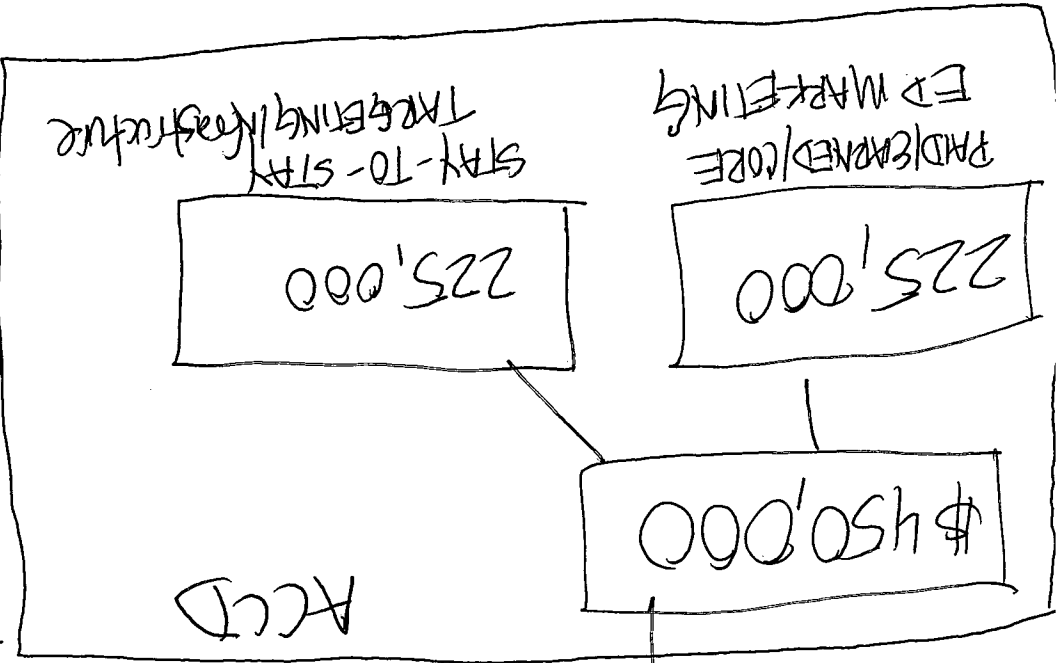 ACCD
$450,000
225,000
225,000
PAID/EARNED/CORE
ED MARKETING
STAY-TO-STAY
TARGETING/Infrastructure